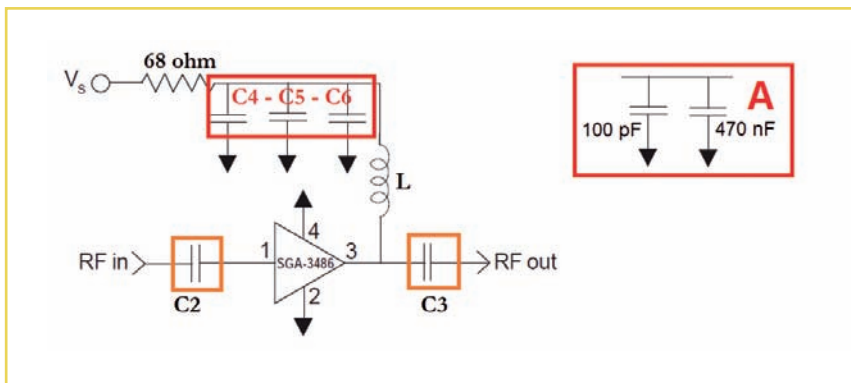 68 ohm
Vs
C4 - C5 - C6
A
100 pF
470 nF
L
4
RF in
1
SGA-3486
3
RF out
2
C2
C3